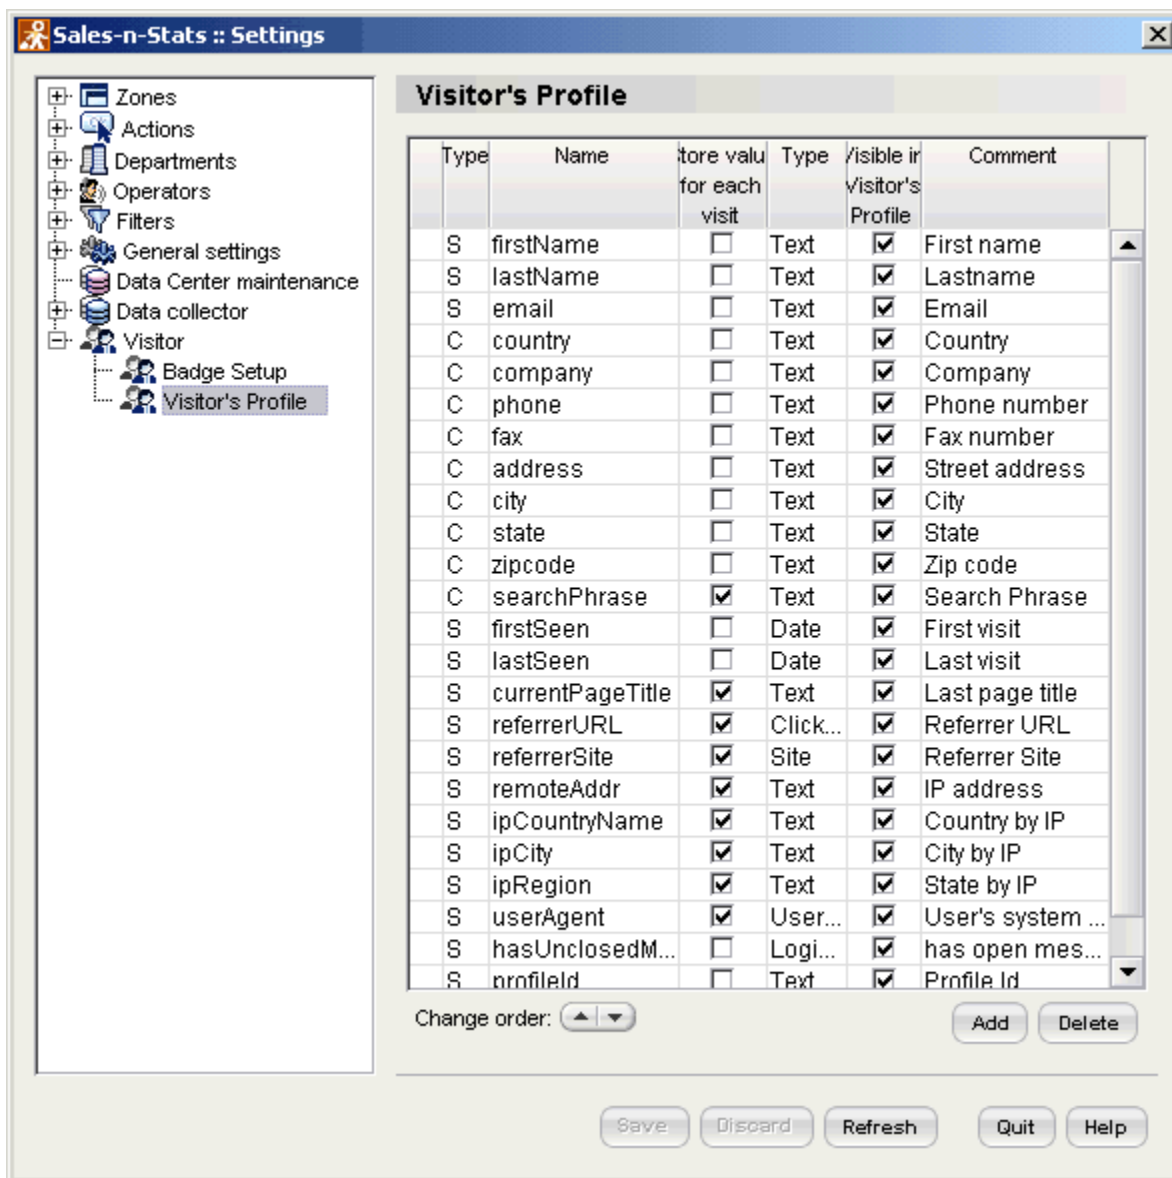 Sales-n-Stats :: Settings
Zones
Actions
Departments
Operators
Filters
General settings
Data Center maintenance
Data collector
Visitor
Badge Setup
Visitor's Profile
Visitor's Profile
Type Name tore valu Type Visible in Comment
for each Visitor's
visit Profile
S firstName Text First name
S lastName Text Lastname
S email Text Email
C country Text Country
C company Text Company
C phone Text Phone number
C fax Text Fax number
C address Text Street address
C city Text City
C state Text State
C zipcode Text Zip code
C searchPhrase Text Search Phrase
S firstSeen Date First visit
S lastSeen Date Last visit
S currentPageTitle Text Last page title
S referrerURL Click... Referrer URL
S referrerSite Site Referrer Site
S remoteAddr Text IP address
S ipCountryName Text Country by IP
S ipCity Text City by IP
S ipRegion Text State by IP
S userAgent User... User's system ...
S hasUnclosedM... Logi... has open mes...
S profileId Text Profile Id
Change order:
Add Delete
Save Discard Refresh Quit Help